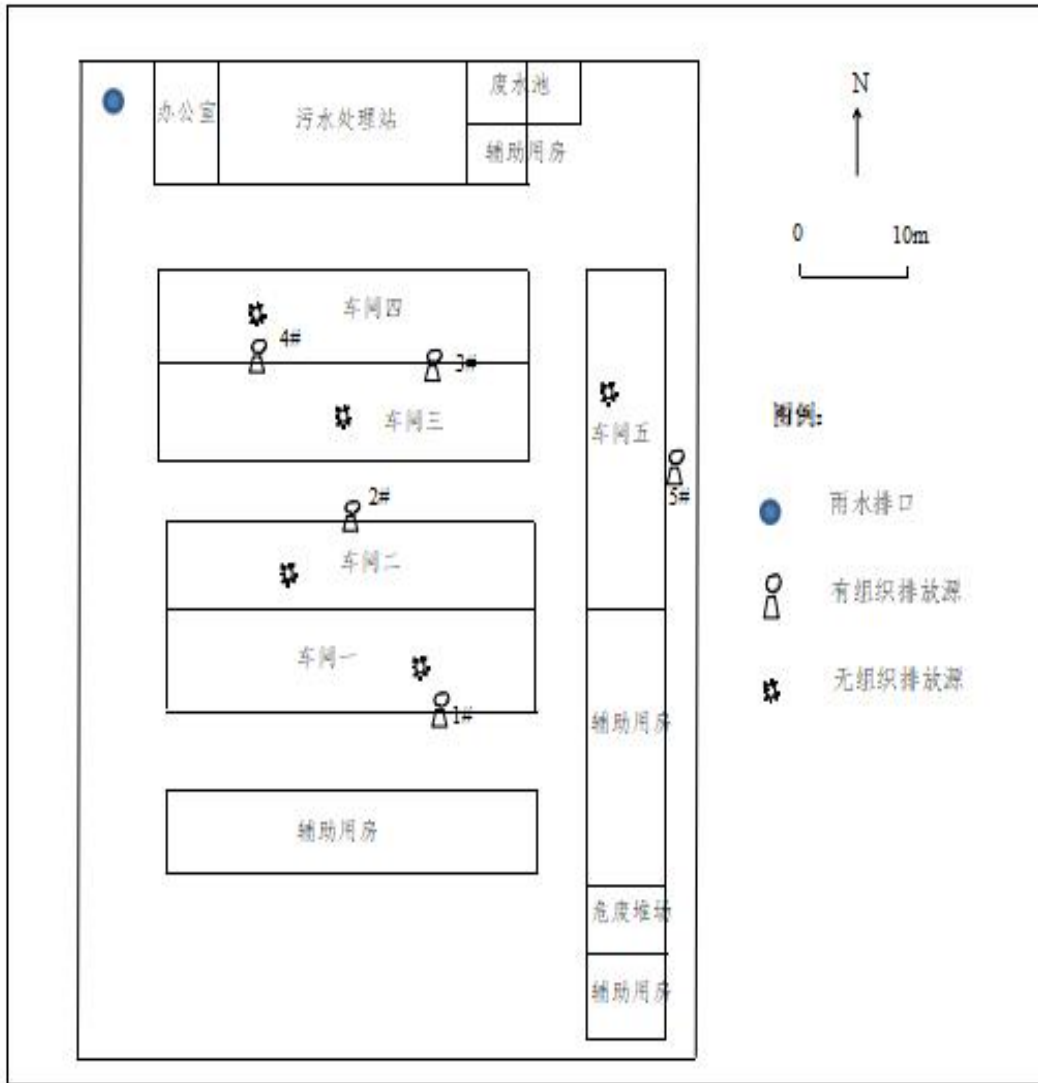 办公室
污水处理站
废水池
辅助用房
N
0 10m
车间四
4#
3#
车间三
车间五
5#
2#
车间二
车间一
1#
辅助用房
辅助用房
危废堆场
辅助用房
图例:
雨水排口
有组织排放源
无组织排放源